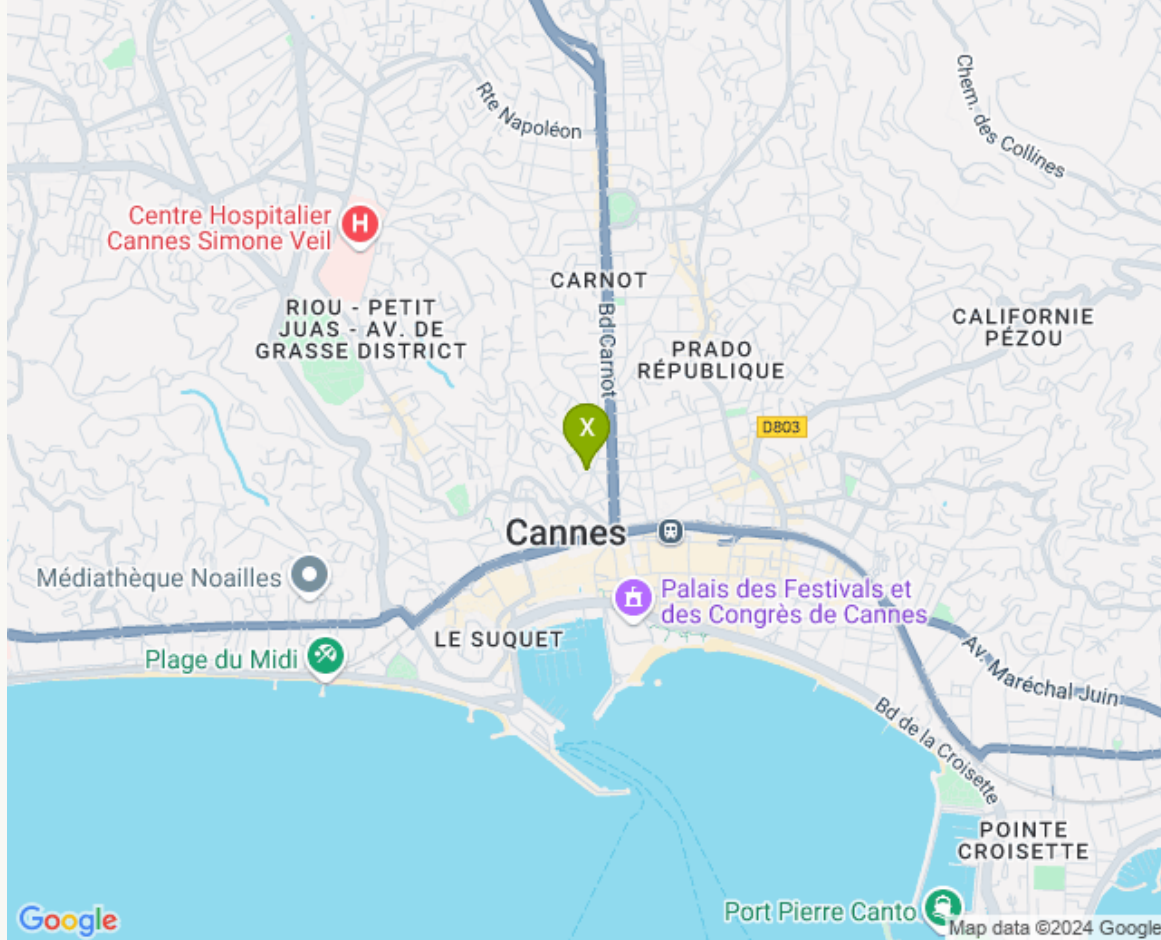 Rte Napoléon
Chem. des Collines
Centre Hospitalier
Cannes Simone Veil
H
CARNOT
Bd Carnot
RIOU - PETIT
JUAS - AV. DE
GRASSE DISTRICT
CALIFORNIE
PÉZOU
PRADO
RÉPUBLIQUE
X
D803
Cannes
Médiathèque Noailles
Palais des Festivals et
des Congrès de Cannes
LE SUQUET
Plage du Midi
Av. Maréchal Juin
Bd de la Croisette
POINTE
CROISETTE
Port Pierre Canto
Google
Map data ©2024 Google